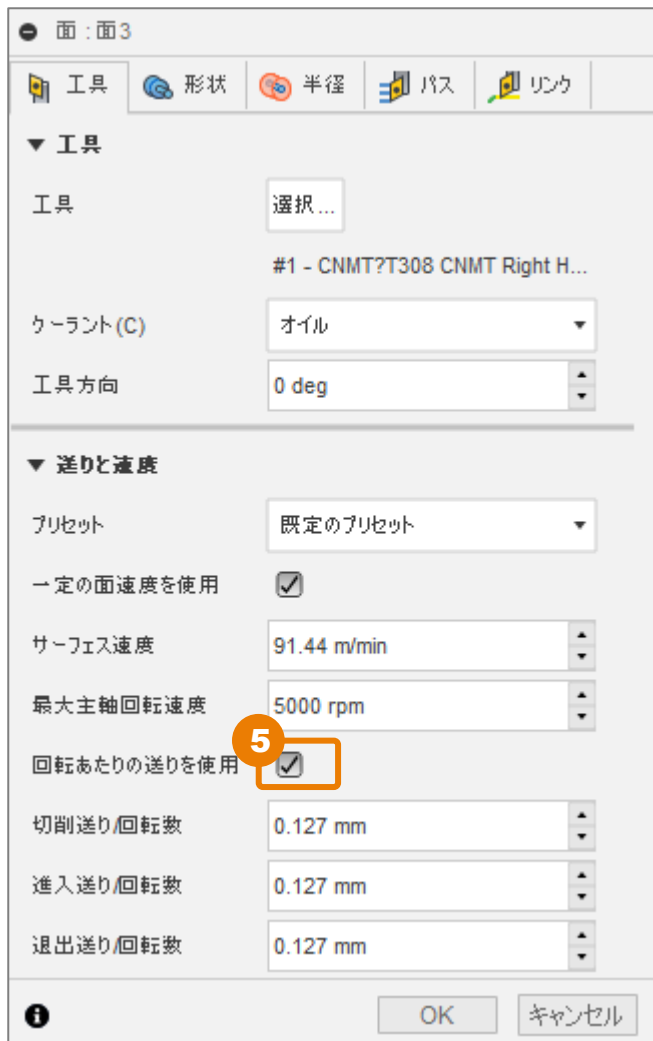 面 : 面3
工具 形状 半径 パス リンク
▼ 工具
工具 選択...
#1 - CNMT?T308 CNMT Right H...
クーラント(C) オイル
工具方向 0 deg
▼ 送りと速度
プリセット 既定のプリセット
一定の面速度を使用
サーフェス速度 91.44 m/min
最大主軸回転速度 5000 rpm
5
回転あたりの送りを使用
切削送り/回転数 0.127 mm
進入送り/回転数 0.127 mm
退出送り/回転数 0.127 mm
OK キャンセル